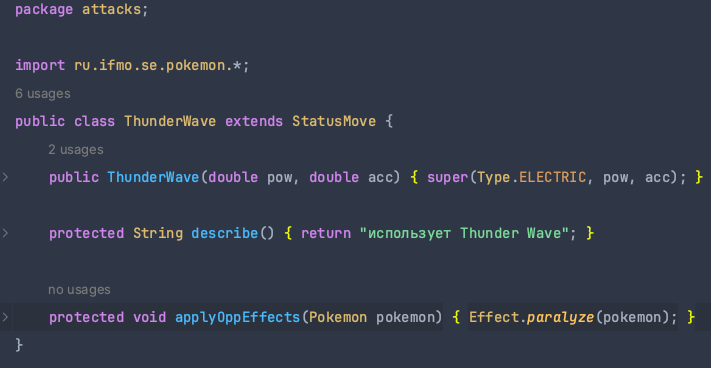 package attacks;
import ru.ifmo.se.pokemon.*;
6 usages
public class ThunderWave extends StatusMove {
2 usages
public ThunderWave(double pow, double acc) { super(Type.ELECTRIC, pow, acc); }
protected String describe() { return "использует Thunder Wave"; }
no usages
protected void applyOppEffects(Pokemon pokemon) { Effect.paralyze(pokemon); }
}